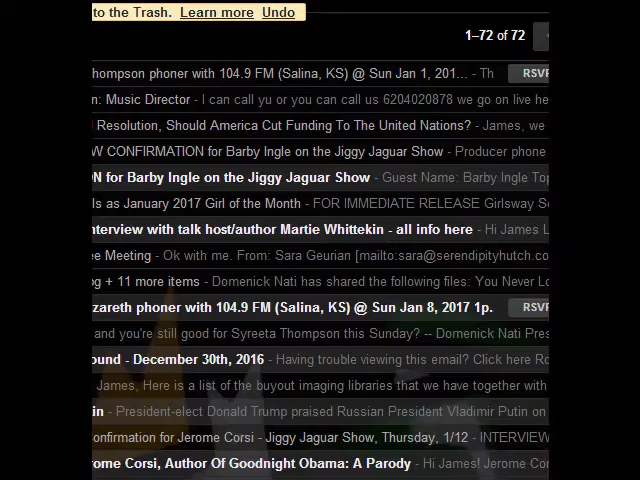 to the Trash. Learn more Undo
1–72 of 72
hompson phoner with 104.9 FM (Salina, KS) @ Sun Jan 1, 201... - Th RSVP
n: Music Director - I can call yu or you can call us 6204020878 we go on live he
Resolution, Should America Cut Funding To The United Nations? - James, we
W CONFIRMATION for Barby Ingle on the Jiggy Jaguar Show - Producer phone
ON for Barby Ingle on the Jiggy Jaguar Show - Guest Name: Barby Ingle Top
ls as January 2017 Girl of the Month - FOR IMMEDIATE RELEASE Girlsway Se
nterview with talk host/author Martie Whittekin - all info here - Hi James L
ee Meeting - Ok with me. From: Sara Geurian [mailto:sara@serendipityhutch.co
g + 11 more items - Domenick Nati has shared the following files: You Never Lo
zareth phoner with 104.9 FM (Salina, KS) @ Sun Jan 8, 2017 1p. RSVP
and you're still good for Syreeta Thompson this Sunday? -- Domenick Nati Pres
ound - December 30th, 2016 - Having trouble viewing this email? Click here Ro
James, Here is a list of the buyout imaging libraries that we have together with
in - President-elect Donald Trump praised Russian President Vladimir Putin on
onfirmation for Jerome Corsi - Jiggy Jaguar Show, Thursday, 1/12 - INTERVIEW
rome Corsi, Author Of Goodnight Obama: A Parody - Hi James! Jerome Cor